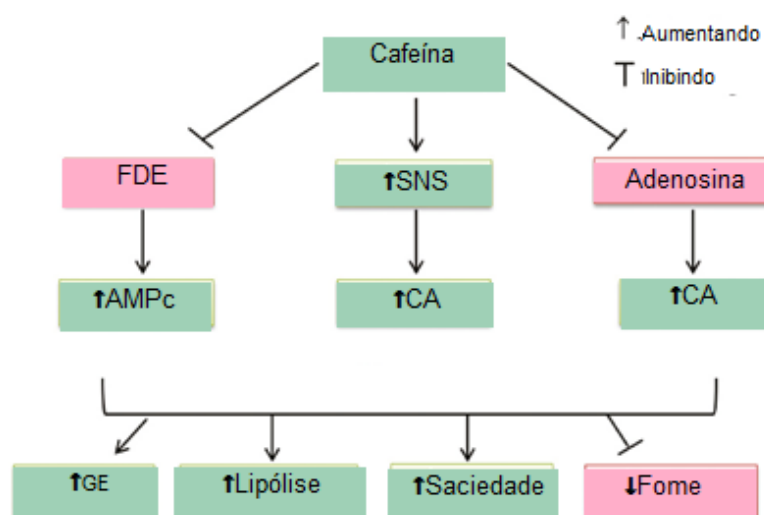 ↑ .Aumentando
Cafeína
T Inibindo
FDE
↑SNS
Adenosina
↑AMPc
↑CA
↑CA
↑GE
↑Lipólise
↑Saciedade
↓Fome